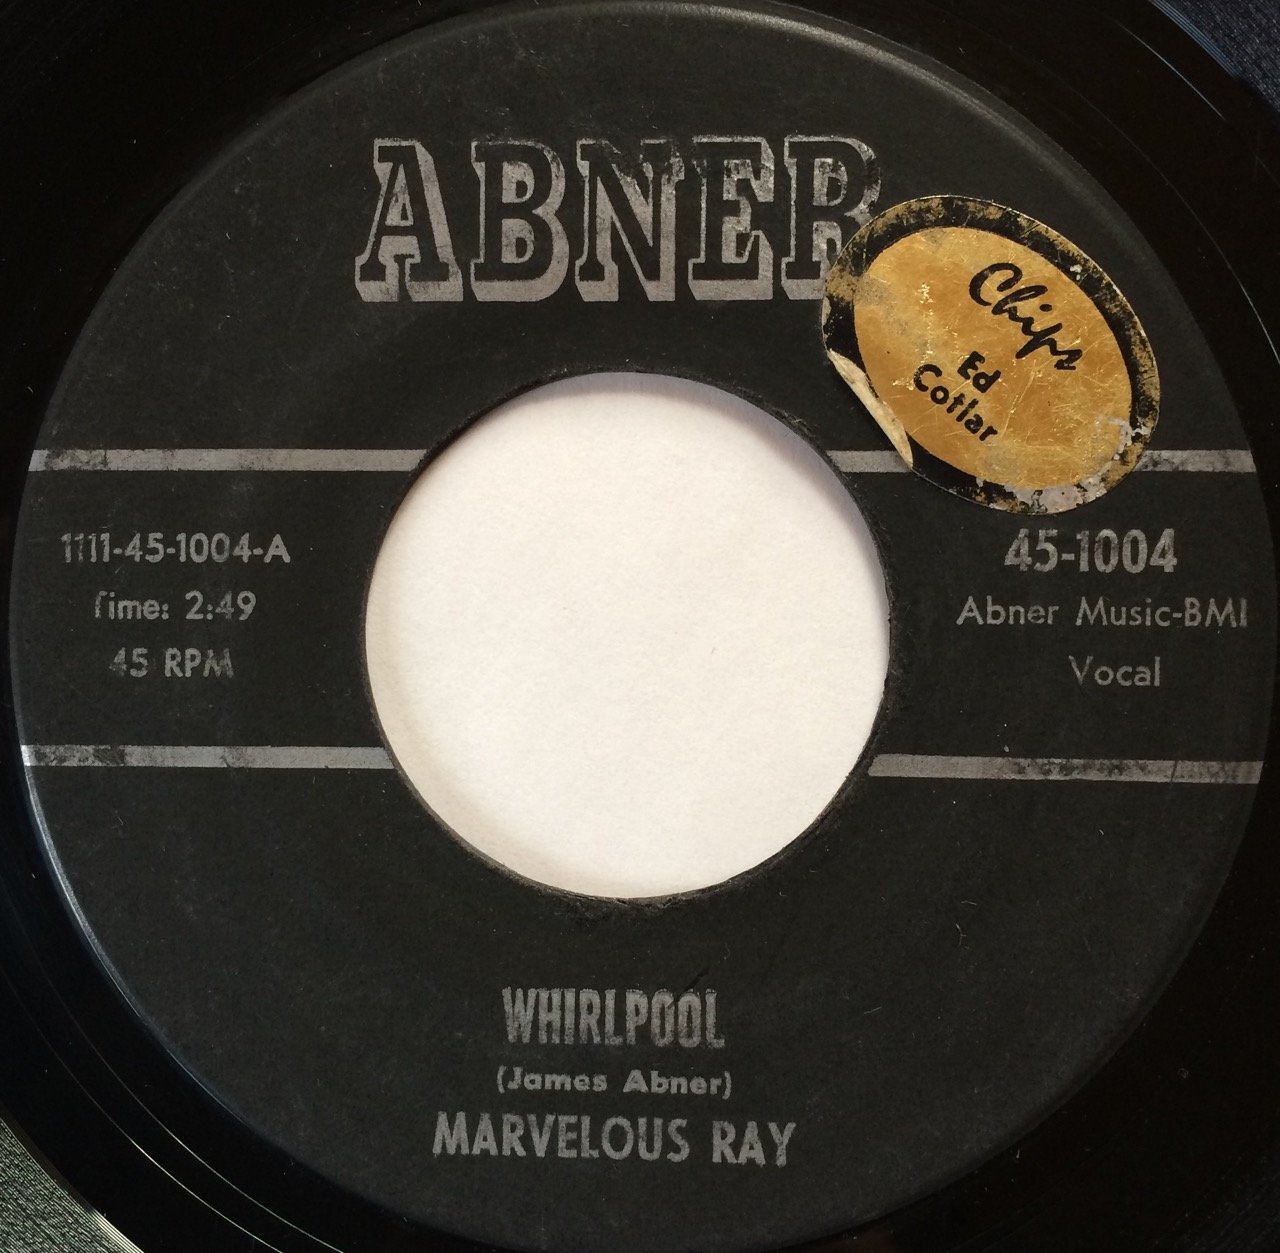 ABNER
Chips
Ed
Cotlar
1111-45-1004-A
Time: 2:49
45 RPM
45-1004
Abner Music-BMI
Vocal
WHIRLPOOL
(James Abner)
MARVELOUS RAY